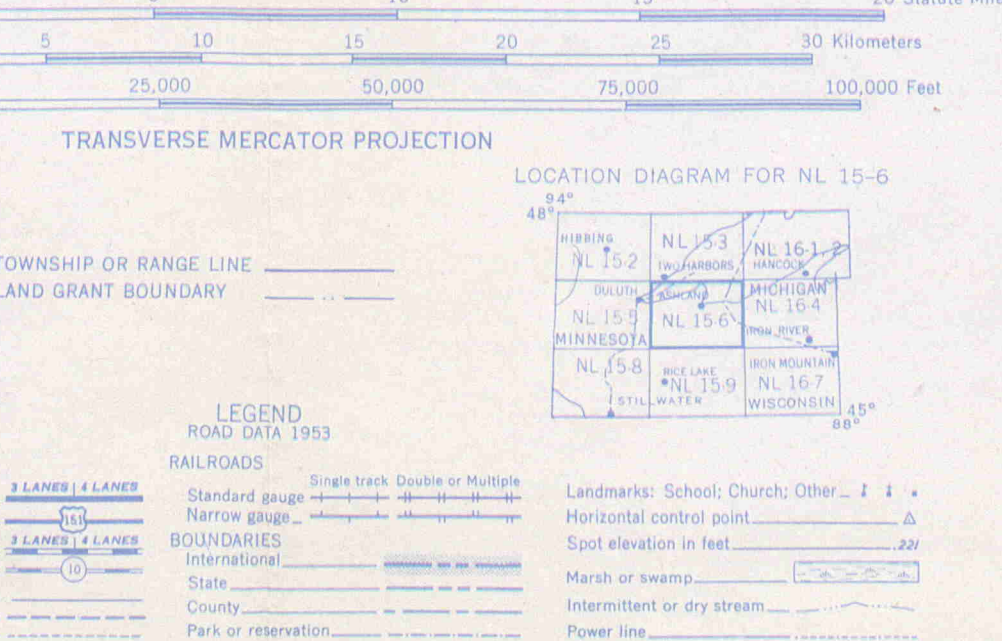 5 10 15 20 25 30 Kilometers
25,000 50,000 75,000 100,000 Feet
TRANSVERSE MERCATOR PROJECTION
LOCATION DIAGRAM FOR NL 15-6
94°
48°
HIBBING
NL 15-2
NL 15-3
TWO HARBORS
NL 16-1, 2
HANCOCK
DULUTH
NL 15-5
MINNESOTA
ASHLAND
NL 15-6
MICHIGAN
NL 16-4
IRON RIVER
NL 15-8
STILLWATER
RICE LAKE
NL 15-9
IRON MOUNTAIN
NL 16-7
WISCONSIN
45°
88°
TOWNSHIP OR RANGE LINE
LAND GRANT BOUNDARY
LEGEND
ROAD DATA 1953
3 LANES | 4 LANES
151
3 LANES | 4 LANES
10
RAILROADS
Single track Double or Multiple
Standard gauge
Narrow gauge
BOUNDARIES
International
State
County
Park or reservation
Landmarks: School; Church; Other
Horizontal control point
Spot elevation in feet 221
Marsh or swamp
Intermittent or dry stream
Power line